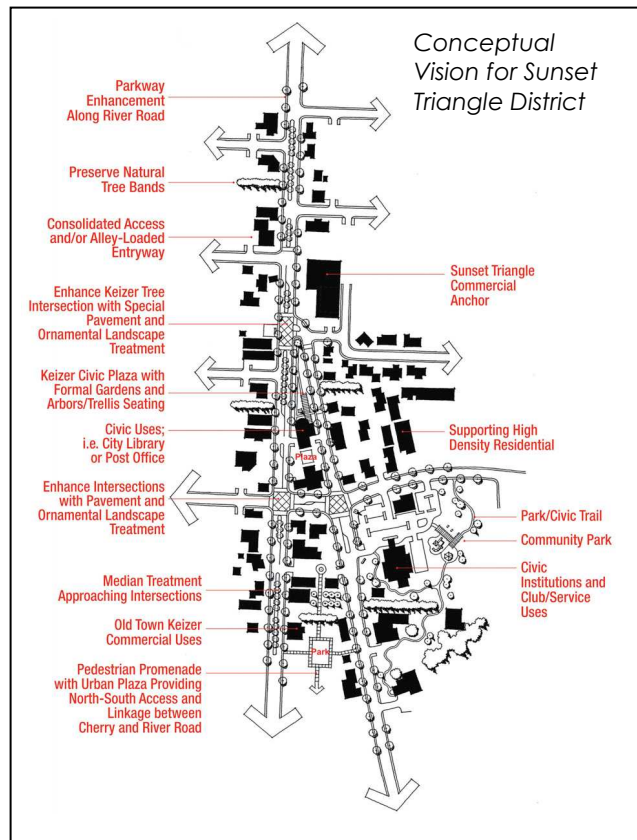 Conceptual
Vision for Sunset
Triangle District
Parkway
Enhancement
Along River Road
Preserve Natural
Tree Bands
Consolidated Access
and/or Alley-Loaded
Entryway
Enhance Keizer Tree
Intersection with Special
Pavement and
Ornamental Landscape
Treatment
Keizer Civic Plaza with
Formal Gardens and
Arbors/Trellis Seating
Civic Uses;
i.e. City Library
or Post Office
Enhance Intersections
with Pavement and
Ornamental Landscape
Treatment
Median Treatment
Approaching Intersections
Old Town Keizer
Commercial Uses
Pedestrian Promenade
with Urban Plaza Providing
North-South Access and
Linkage between
Cherry and River Road
Plaza
Park
Sunset Triangle
Commercial
Anchor
Supporting High
Density Residential
Park/Civic Trail
Community Park
Civic
Institutions and
Club/Service
Uses